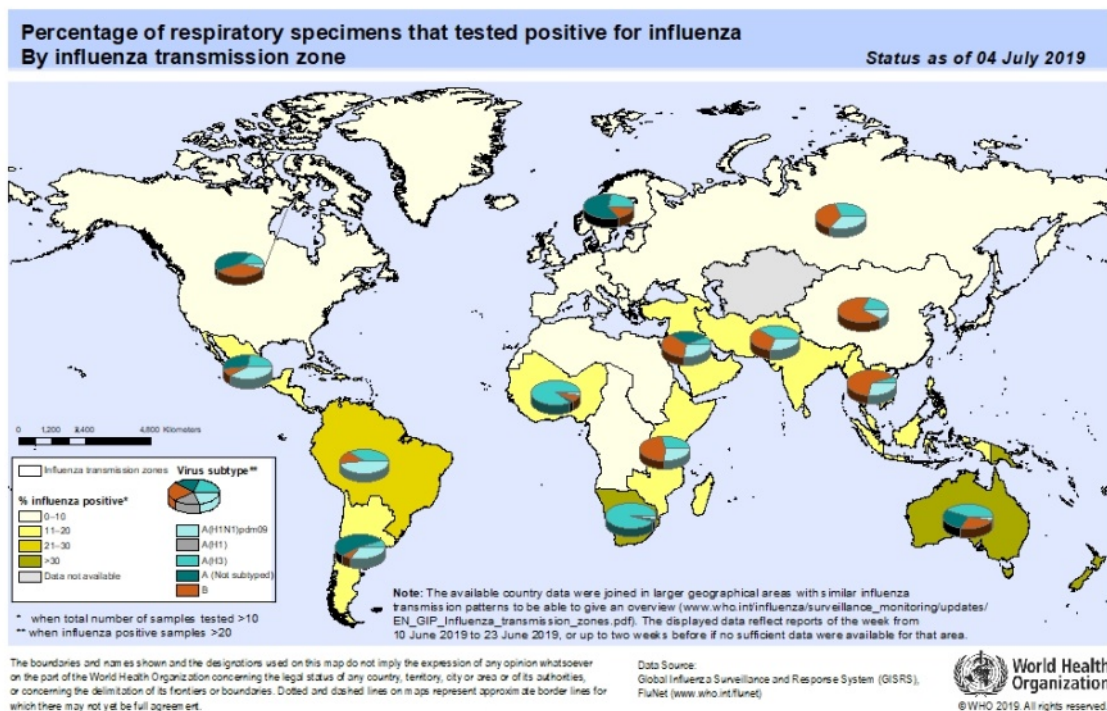 Percentage of respiratory specimens that tested positive for influenza
By influenza transmission zone
Status as of 04 July 2019
0 1,200 2,400 4,800 Kilometers
Influenza transmission zones
Virus subtype**
% influenza positive*
0-10
11-20
21-30
>30
Data not available
A(H1N1)pdm09
A(H1)
A(H3)
A (Not subtyped)
B
* when total number of samples tested >10
** when influenza positive samples >20
Note: The available country data were joined in larger geographical areas with similar influenza
transmission patterns to be able to give an overview (www.who.int/influenza/surveillance_monitoring/updates/
EN_GIP_Influenza_transmission_zones.pdf). The displayed data reflect reports of the week from
10 June 2019 to 23 June 2019, or up to two weeks before if no sufficient data were available for that area.
The boundaries and names shown and the designations used on this map do not imply the expression of any opinion whatsoever
on the part of the World Health Organization concerning the legal status of any country, territory, city or area or of its authorities,
or concerning the delimitation of its frontiers or boundaries. Dotted and dashed lines on maps represent approximate border lines for
which there may not yet be full agreement.
Data Source:
Global Influenza Surveillance and Response System (GISRS),
FluNet (www.who.int/flunet)
World Health
Organization
© WHO 2019. All rights reserved.